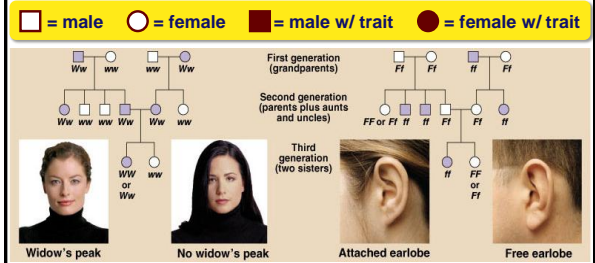 = male = female = male w/ trait = female w/ trait
First generation
(grandparents)
Ww ww ww Ww
Ff Ff ff Ff
Second generation
(parents plus aunts
and uncles)
Ww ww ww Ww Ww ww
FF or Ff ff ff Ff Ff ff
Third
generation
(two sisters)
WW
or
Ww
ww
ff
FF
or
Ff
Widow's peak
No widow's peak
Attached earlobe
Free earlobe